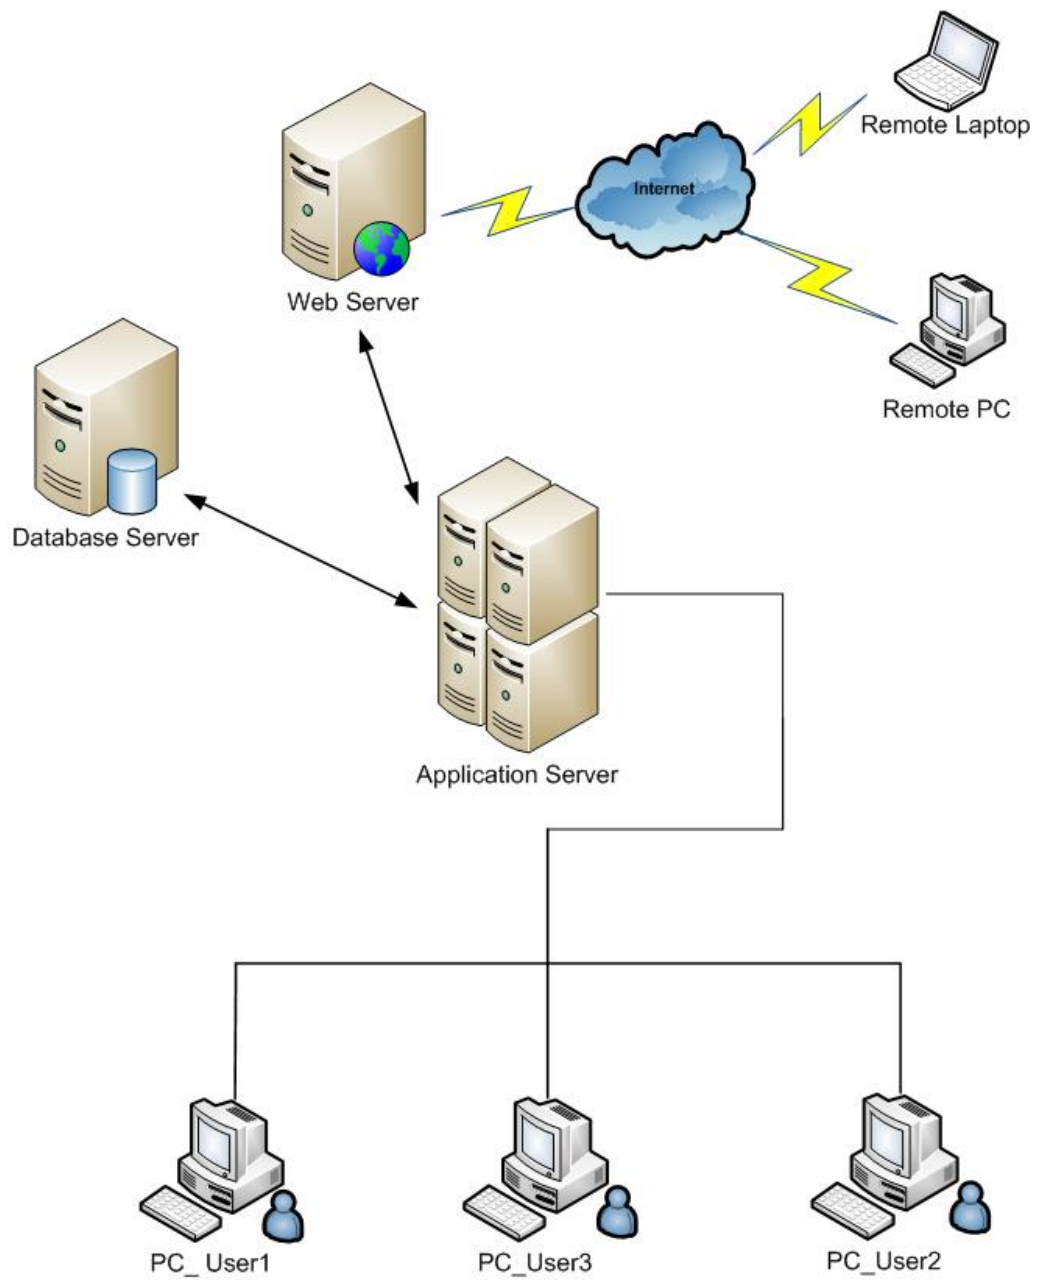 Remote Laptop
Internet
Web Server
Remote PC
Database Server
Application Server
PC_ User1
PC_User3
PC_User2